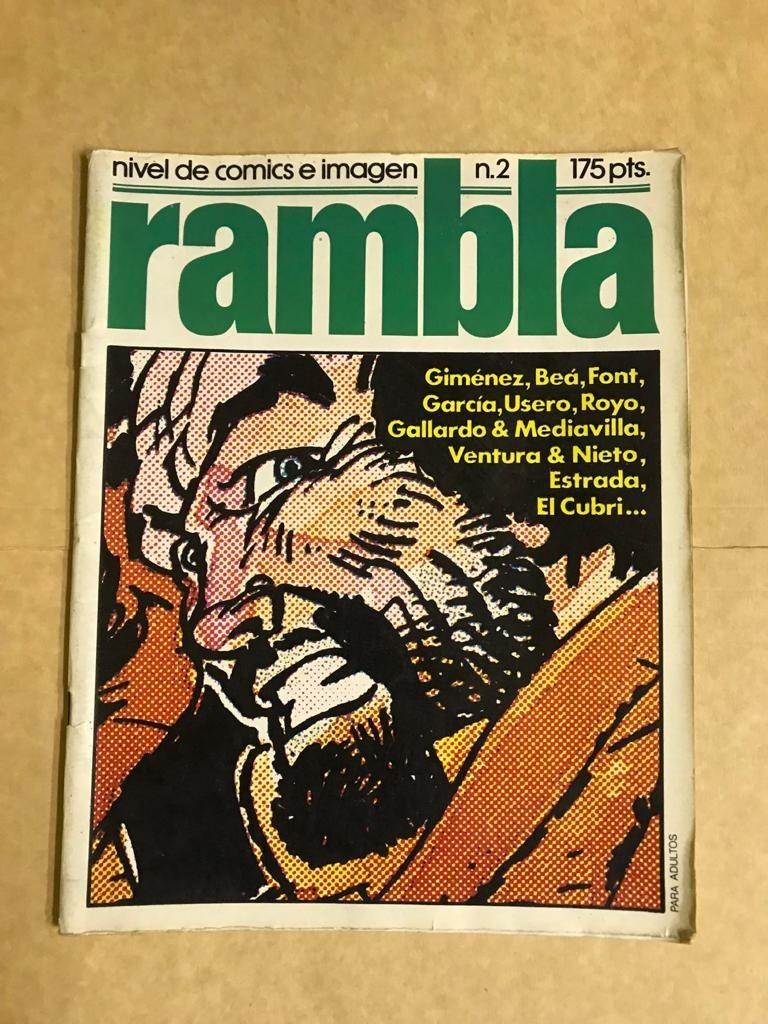 nivel de comics e imagen n.2 175 pts.
rambla
Giménez, Beá, Font,
García, Usero, Royo,
Gallardo & Mediavilla,
Ventura & Nieto,
Estrada,
El Cubri...
PARA ADULTOS